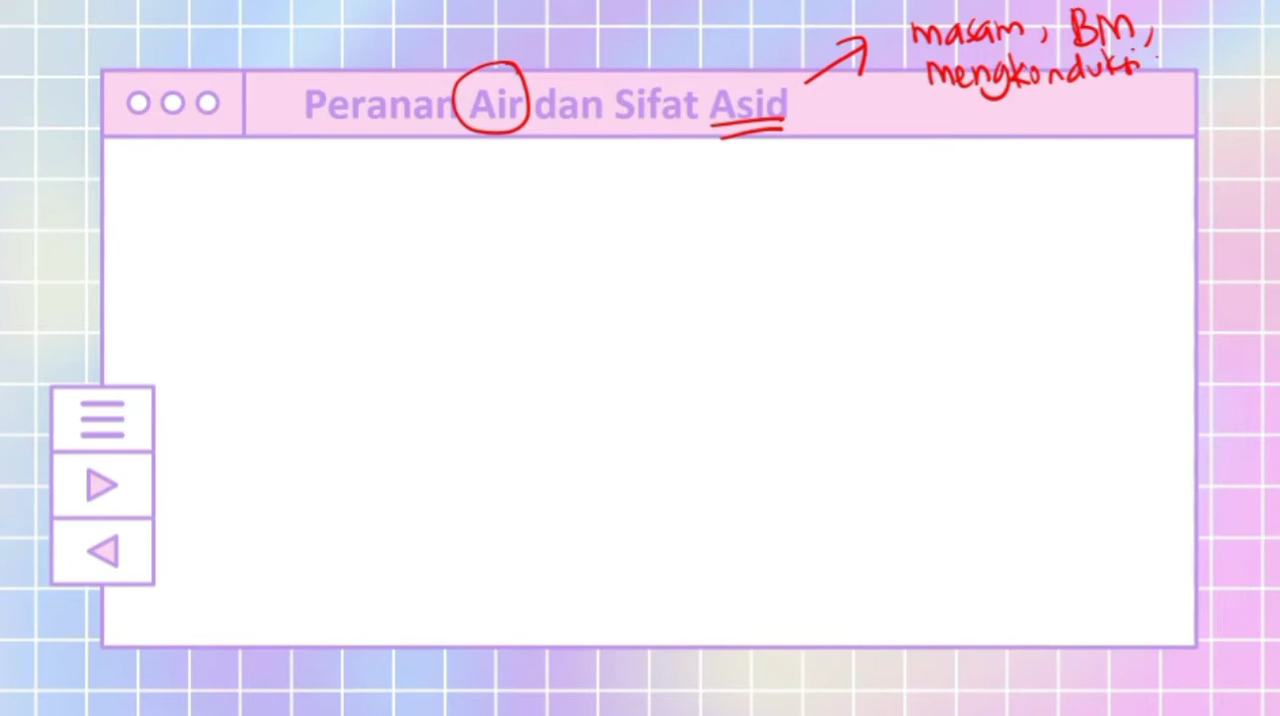 masam, BM,
mengkonduksi
Peranan Air dan Sifat Asid